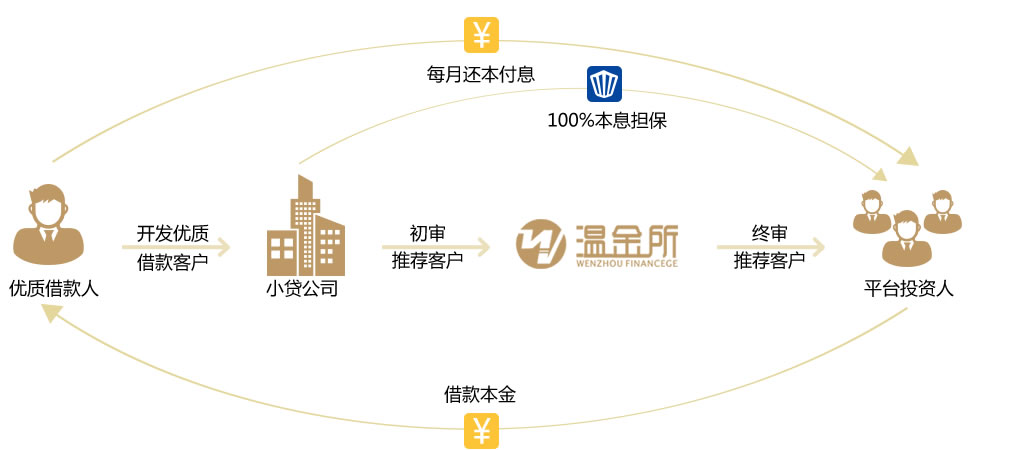 ¥
每月还本付息
100%本息担保
开发优质
借款客户
初审
推荐客户
温金所
WENZHOU FINANCEGE
终审
推荐客户
优质借款人
小贷公司
平台投资人
借款本金
¥